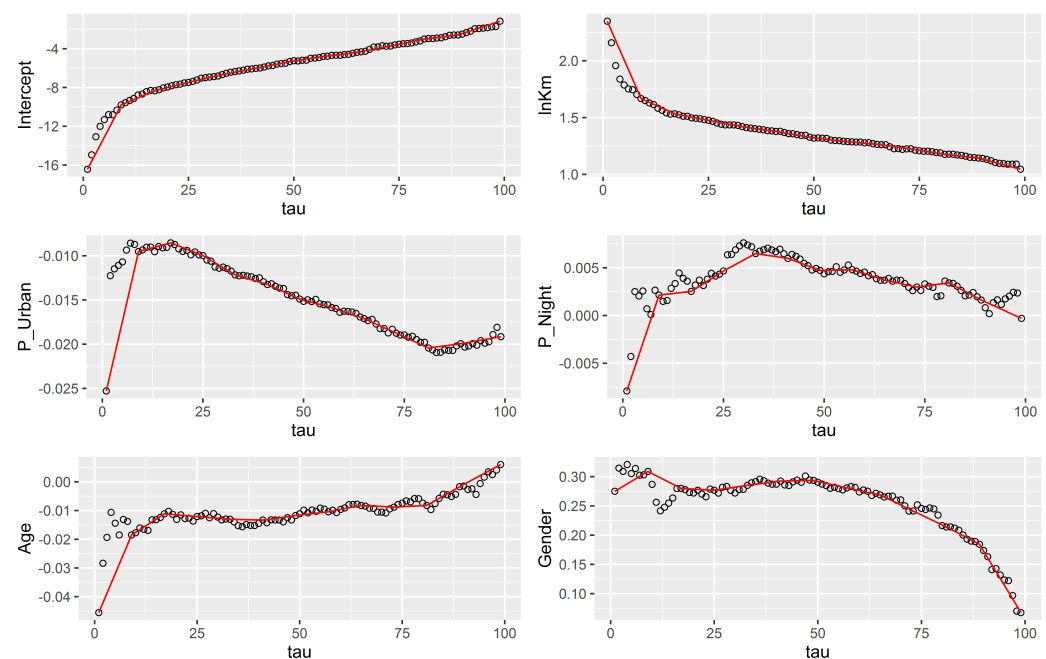 Intercept
-4
-8
-12
-16
0 25 50 75 100
tau
lnKm
2.0
1.5
1.0
0 25 50 75 100
tau
P_Urban
-0.010
-0.015
-0.020
-0.025
0 25 50 75 100
tau
P_Night
0.005
0.000
-0.005
0 25 50 75 100
tau
Age
0.00
-0.01
-0.02
-0.03
-0.04
0 25 50 75 100
tau
Gender
0.30
0.25
0.20
0.15
0.10
0 25 50 75 100
tau